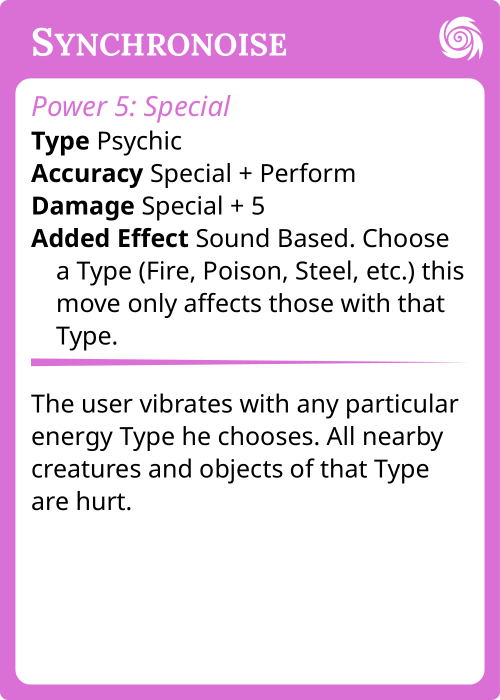 SYNCHRONOISE
Power 5: Special
Type Psychic
Accuracy Special + Perform
Damage Special + 5
Added Effect Sound Based. Choose
a Type (Fire, Poison, Steel, etc.) this
move only affects those with that
Type.
The user vibrates with any particular
energy Type he chooses. All nearby
creatures and objects of that Type
are hurt.